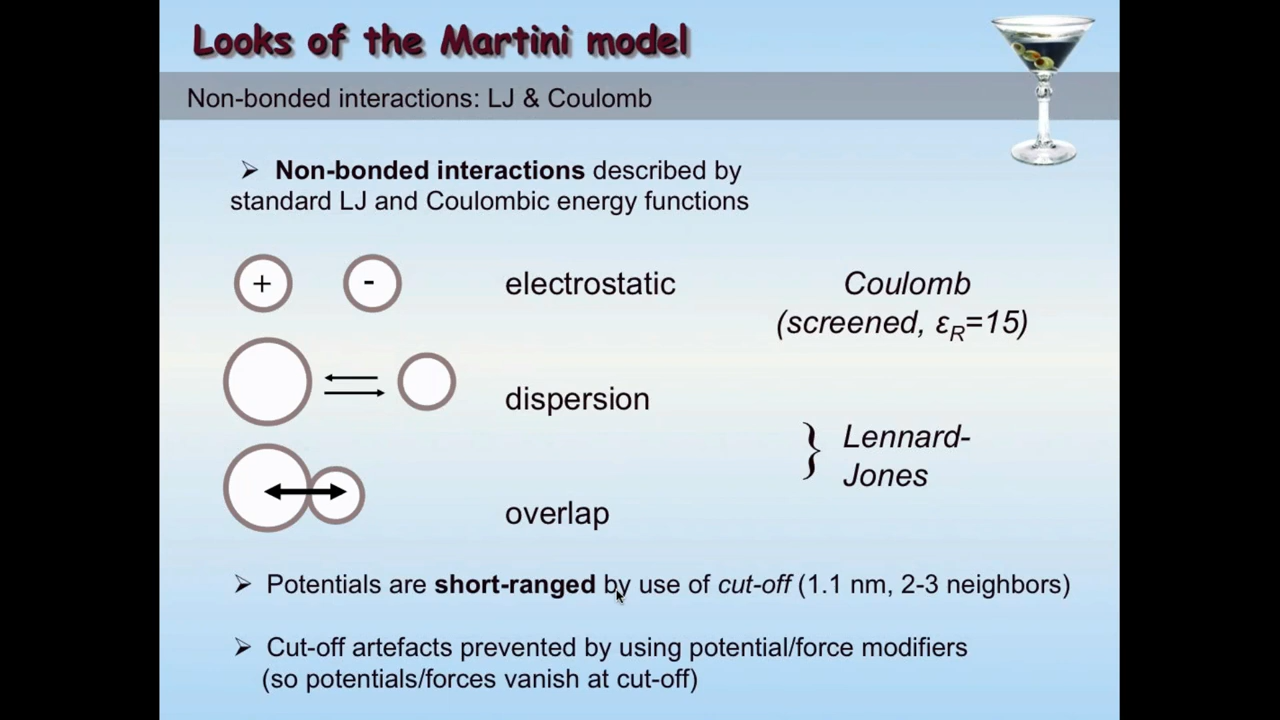 Looks of the Martini model
Non-bonded interactions: LJ & Coulomb
➢ Non-bonded interactions described by
standard LJ and Coulombic energy functions
+ - electrostatic Coulomb
(screened, εR=15)
dispersion
} Lennard-
Jones
overlap
➢ Potentials are short-ranged by use of cut-off (1.1 nm, 2-3 neighbors)
➢ Cut-off artefacts prevented by using potential/force modifiers
(so potentials/forces vanish at cut-off)